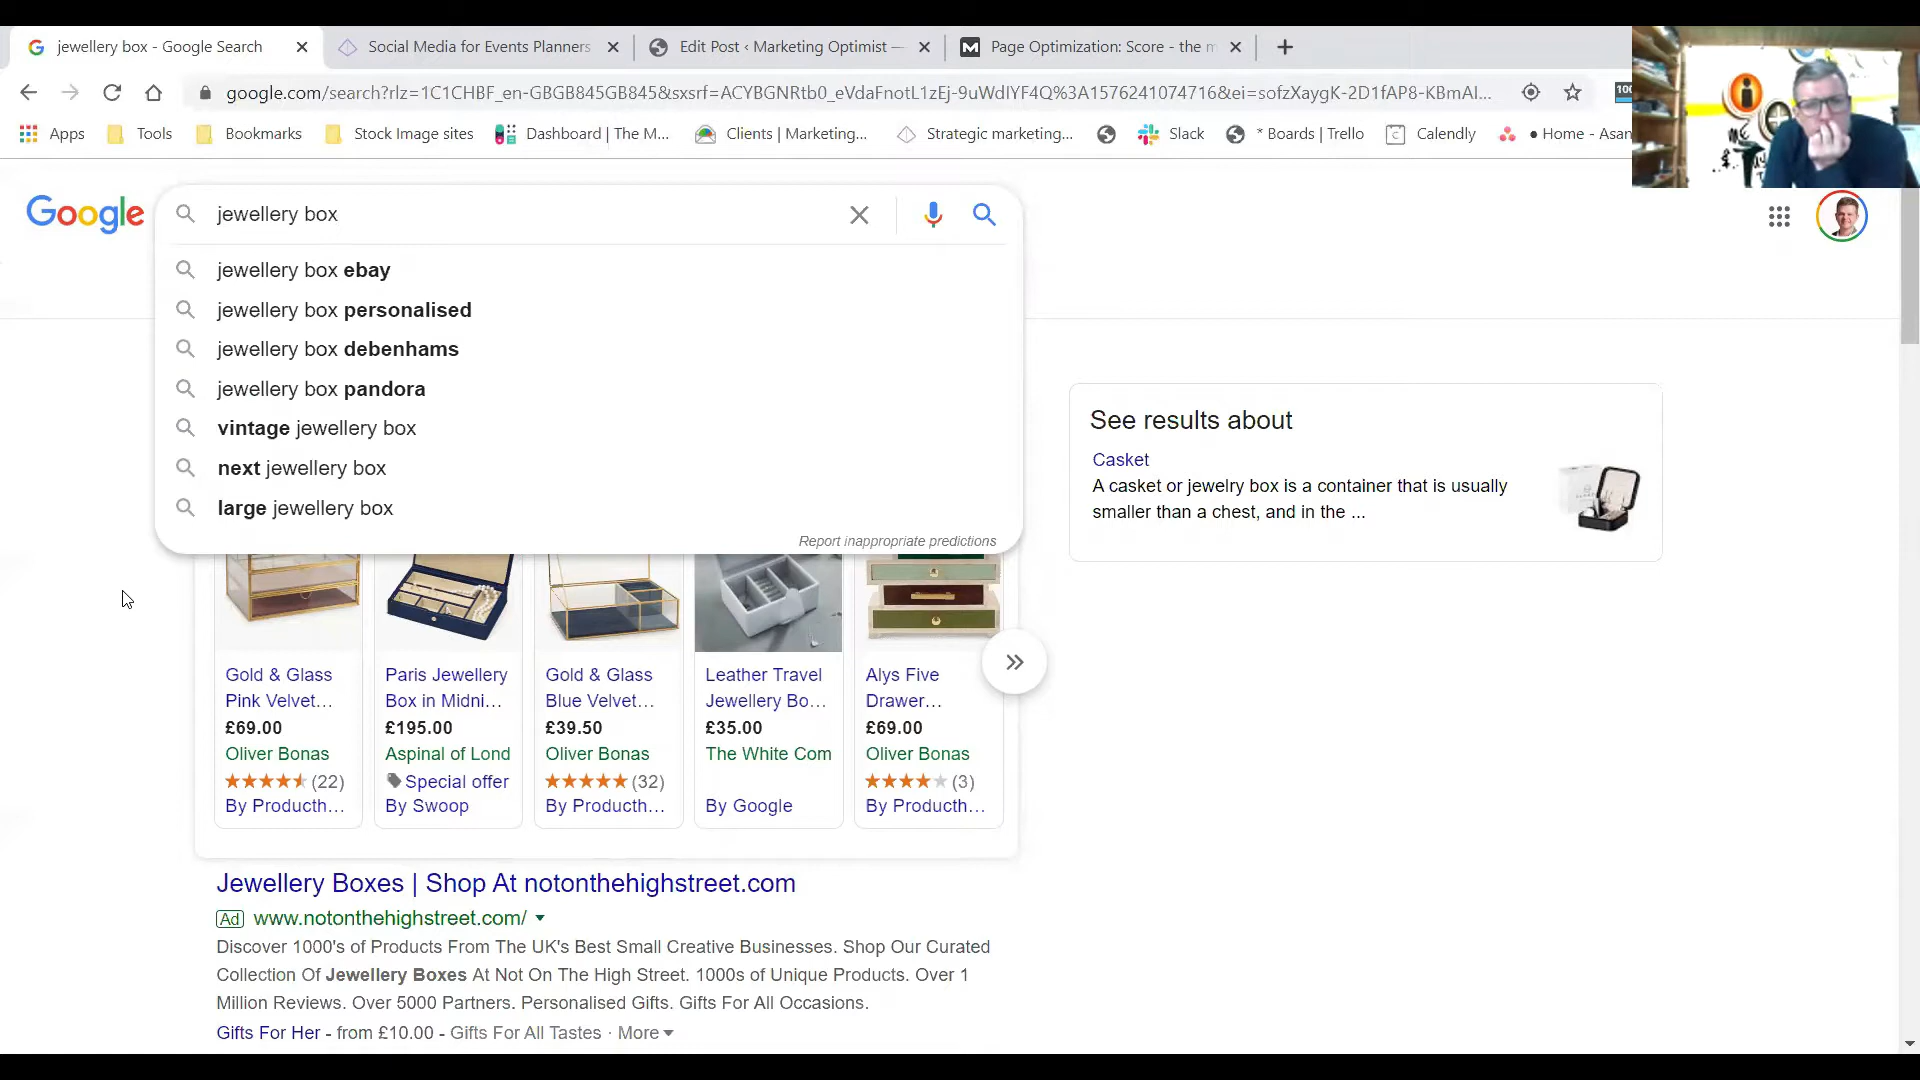 jewellery box - Google Search
Social Media for Events Planners
Edit Post ‹ Marketing Optimist —
Page Optimization: Score - the m
google.com/search?rlz=1C1CHBF_en-GBGB845GB845&sxsrf=ACYBGNRtb0_eVdaFnotL1zEj-9uWdIYF4Q%3A1576241074716&ei=sofzXaygK-2D1fAP8-KBmAI...
100
Apps
Tools
Bookmarks
Stock Image sites
Dashboard | The M...
Clients | Marketing...
Strategic marketing...
Slack
* Boards | Trello
Calendly
● Home - Asan
Google
jewellery box
jewellery box ebay
jewellery box personalised
jewellery box debenhams
jewellery box pandora
vintage jewellery box
next jewellery box
large jewellery box
Report inappropriate predictions
See results about
Casket
A casket or jewelry box is a container that is usually
smaller than a chest, and in the ...
Gold & Glass
Pink Velvet...
£69.00
Oliver Bonas
(22)
By Producth...
Paris Jewellery
Box in Midni...
£195.00
Aspinal of Lond
Special offer
By Swoop
Gold & Glass
Blue Velvet...
£39.50
Oliver Bonas
(32)
By Producth...
Leather Travel
Jewellery Bo...
£35.00
The White Com
By Google
Alys Five
Drawer...
£69.00
Oliver Bonas
(3)
By Producth...
Jewellery Boxes | Shop At notonthehighstreet.com
Ad www.notonthehighstreet.com/
Discover 1000's of Products From The UK's Best Small Creative Businesses. Shop Our Curated
Collection Of Jewellery Boxes At Not On The High Street. 1000s of Unique Products. Over 1
Million Reviews. Over 5000 Partners. Personalised Gifts. Gifts For All Occasions.
Gifts For Her - from £10.00 - Gifts For All Tastes · More